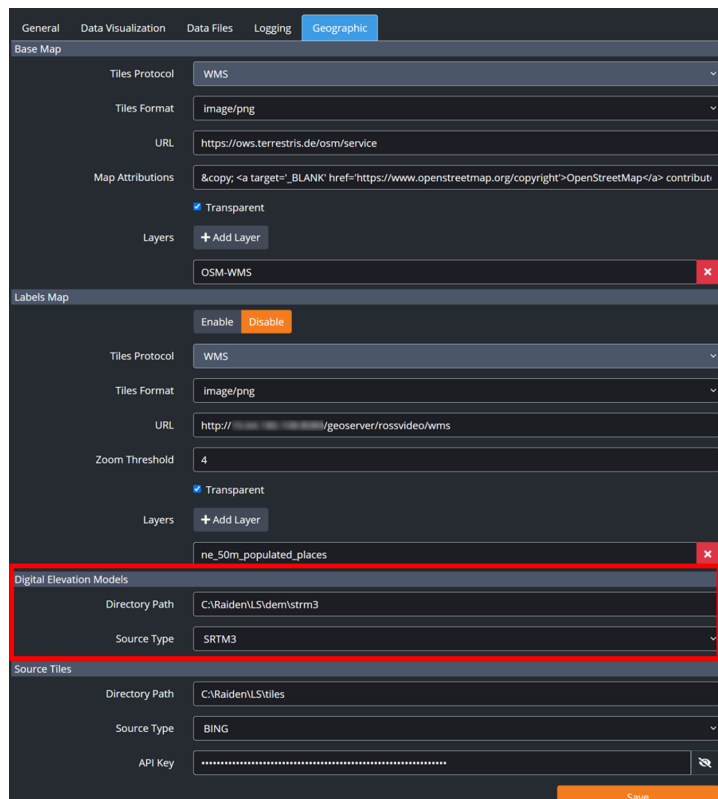 General Data Visualization Data Files Logging Geographic
Base Map
Tiles Protocol WMS
Tiles Format image/png
URL https://ows.terrestris.de/osm/service
Map Attributions &copy; <a target='_BLANK' href='https://www.openstreetmap.org/copyright'>OpenStreetMap</a> contribut
Transparent
Layers + Add Layer
OSM-WMS
Labels Map
Enable Disable
Tiles Protocol WMS
Tiles Format image/png
URL http:// /geoserver/rossvideo/wms
Zoom Threshold 4
Transparent
Layers + Add Layer
ne_50m_populated_places
Digital Elevation Models
Directory Path C:\Raiden\LS\dem\strm3
Source Type SRTM3
Source Tiles
Directory Path C:\Raiden\LS\tiles
Source Type BING
API Key
Save